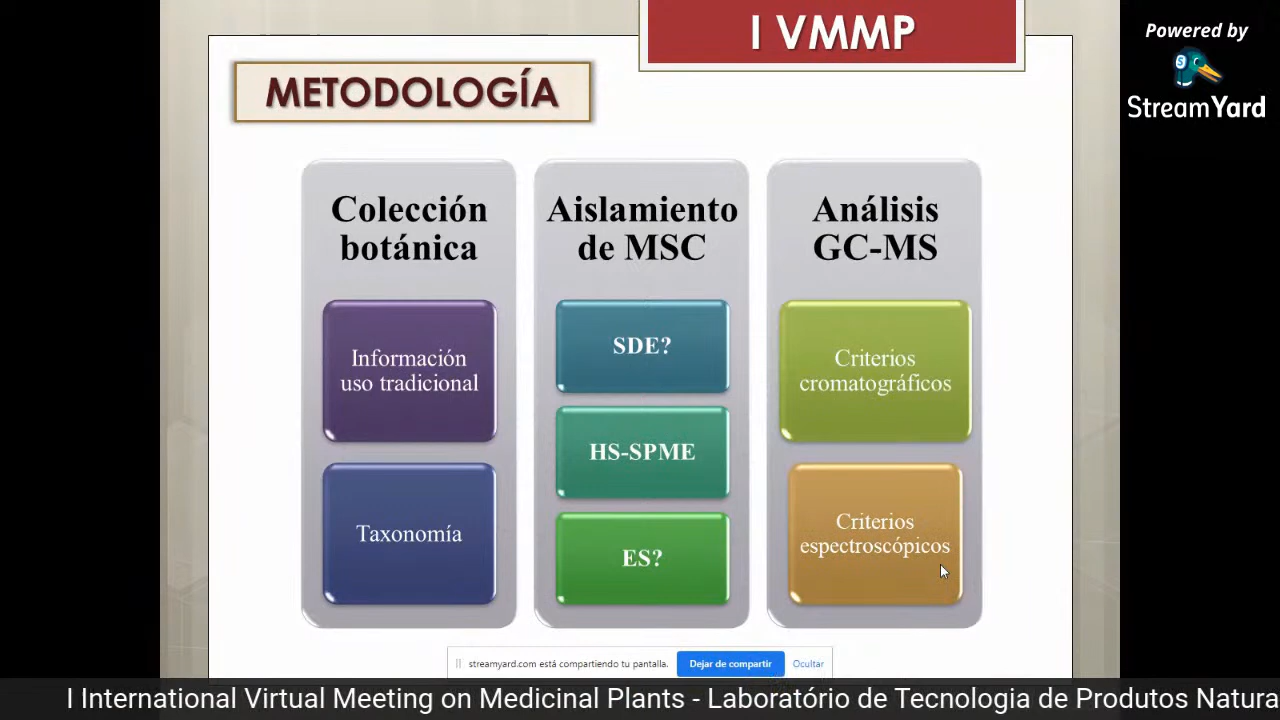 I VMMP
Powered by
StreamYard
METODOLOGÍA
Colección
botánica
Información
uso tradicional
Taxonomía
Aislamiento
de MSC
SDE?
HS-SPME
ES?
Análisis
GC-MS
Criterios
cromatográficos
Criterios
espectroscópicos
streamyard.com está compartiendo tu pantalla.
Dejar de compartir
Ocultar
I International Virtual Meeting on Medicinal Plants - Laboratório de Tecnologia de Produtos Natura